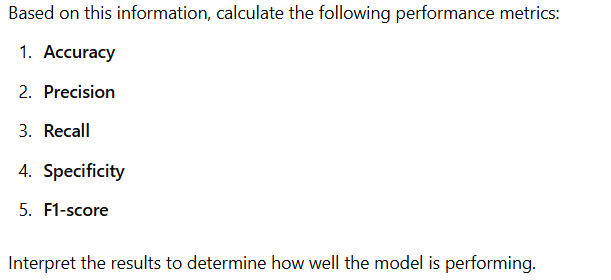 Based on this information, calculate the following performance metrics:
1. Accuracy
2. Precision
3. Recall
4. Specificity
5. F1-score
Interpret the results to determine how well the model is performing.